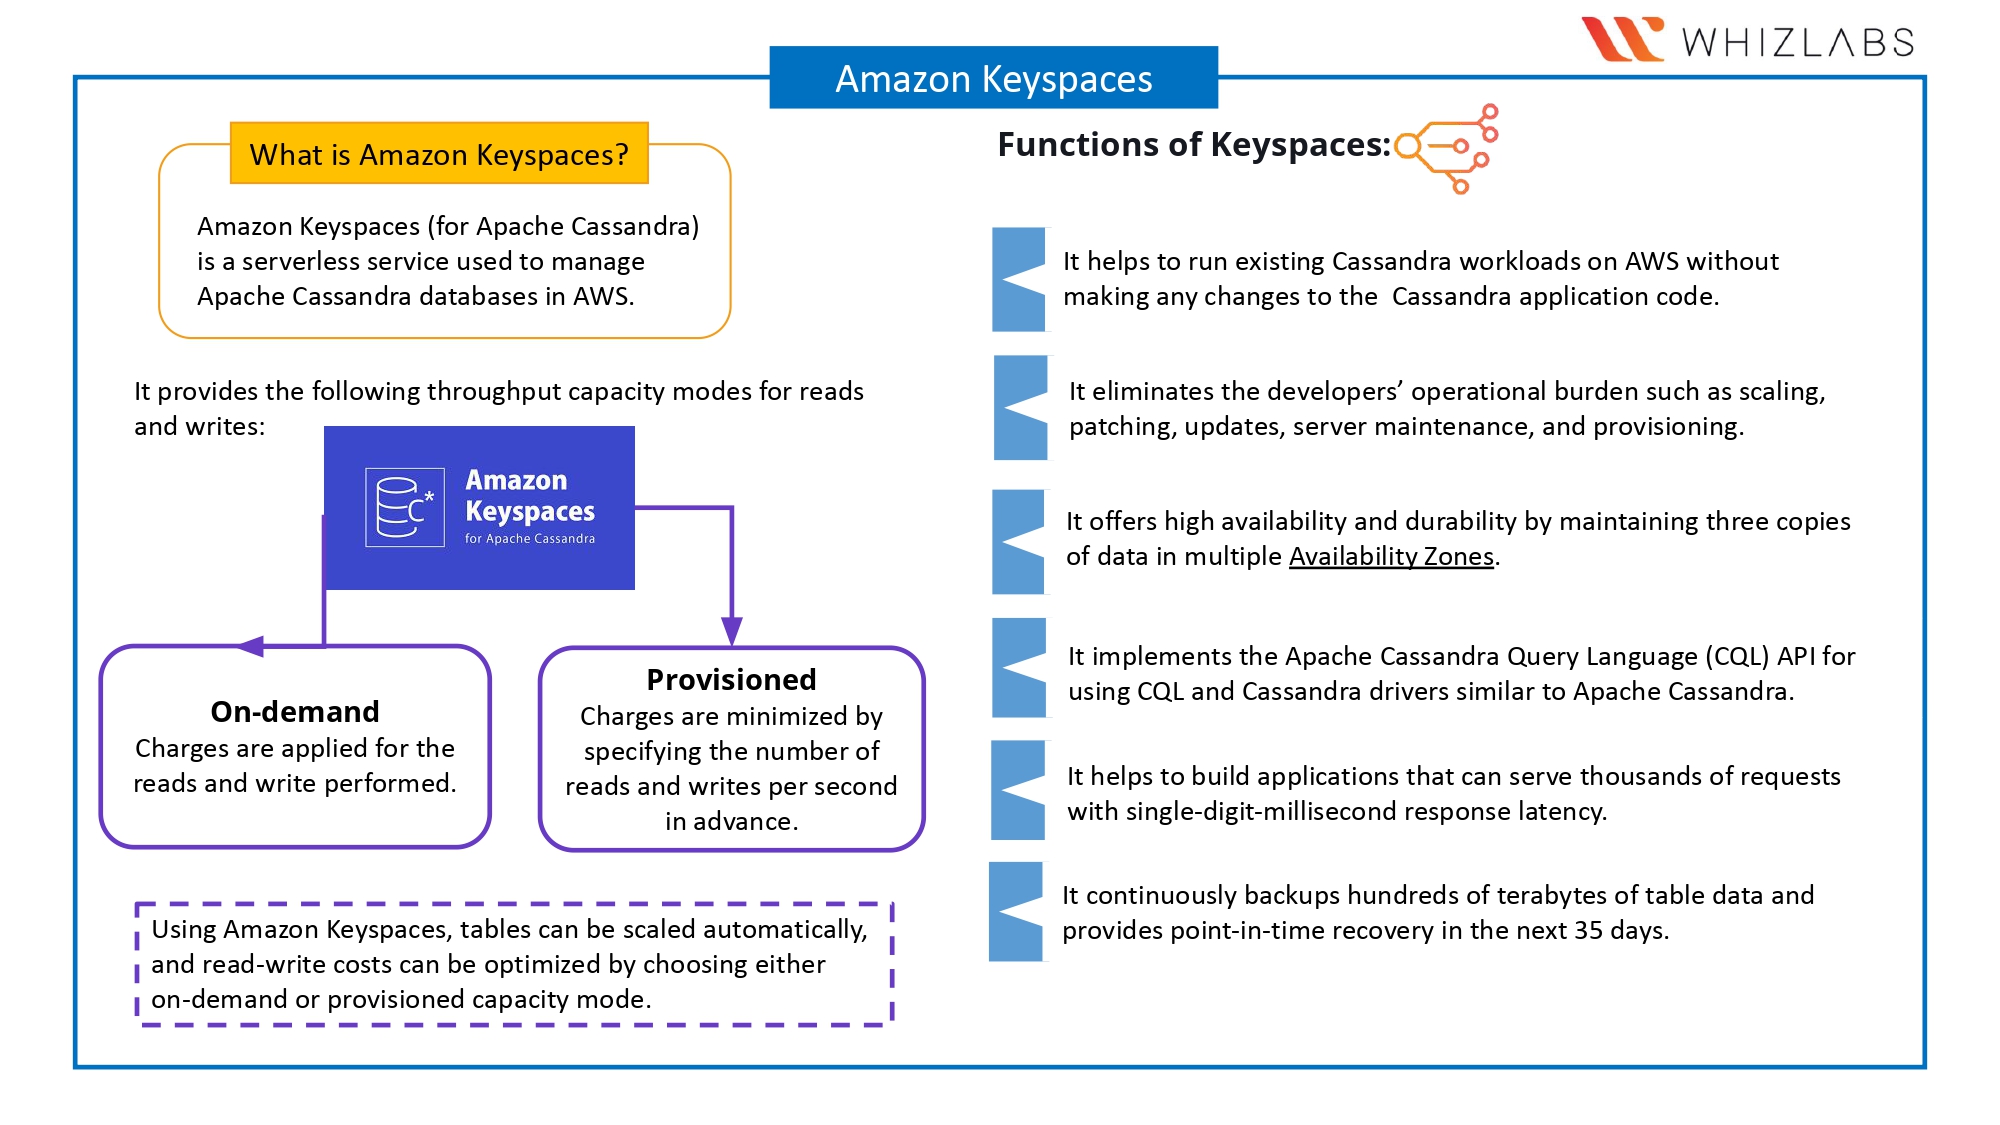 WHIZLABS
Amazon Keyspaces
What is Amazon Keyspaces?
Amazon Keyspaces (for Apache Cassandra)
is a serverless service used to manage
Apache Cassandra databases in AWS.
It provides the following throughput capacity modes for reads
and writes:
C*
Amazon
Keyspaces
for Apache Cassandra
On-demand
Charges are applied for the
reads and write performed.
Provisioned
Charges are minimized by
specifying the number of
reads and writes per second
in advance.
Using Amazon Keyspaces, tables can be scaled automatically,
and read-write costs can be optimized by choosing either
on-demand or provisioned capacity mode.
Functions of Keyspaces:
It helps to run existing Cassandra workloads on AWS without
making any changes to the  Cassandra application code.
It eliminates the developers’ operational burden such as scaling,
patching, updates, server maintenance, and provisioning.
It offers high availability and durability by maintaining three copies
of data in multiple Availability Zones.
It implements the Apache Cassandra Query Language (CQL) API for
using CQL and Cassandra drivers similar to Apache Cassandra.
It helps to build applications that can serve thousands of requests
with single-digit-millisecond response latency.
It continuously backups hundreds of terabytes of table data and
provides point-in-time recovery in the next 35 days.